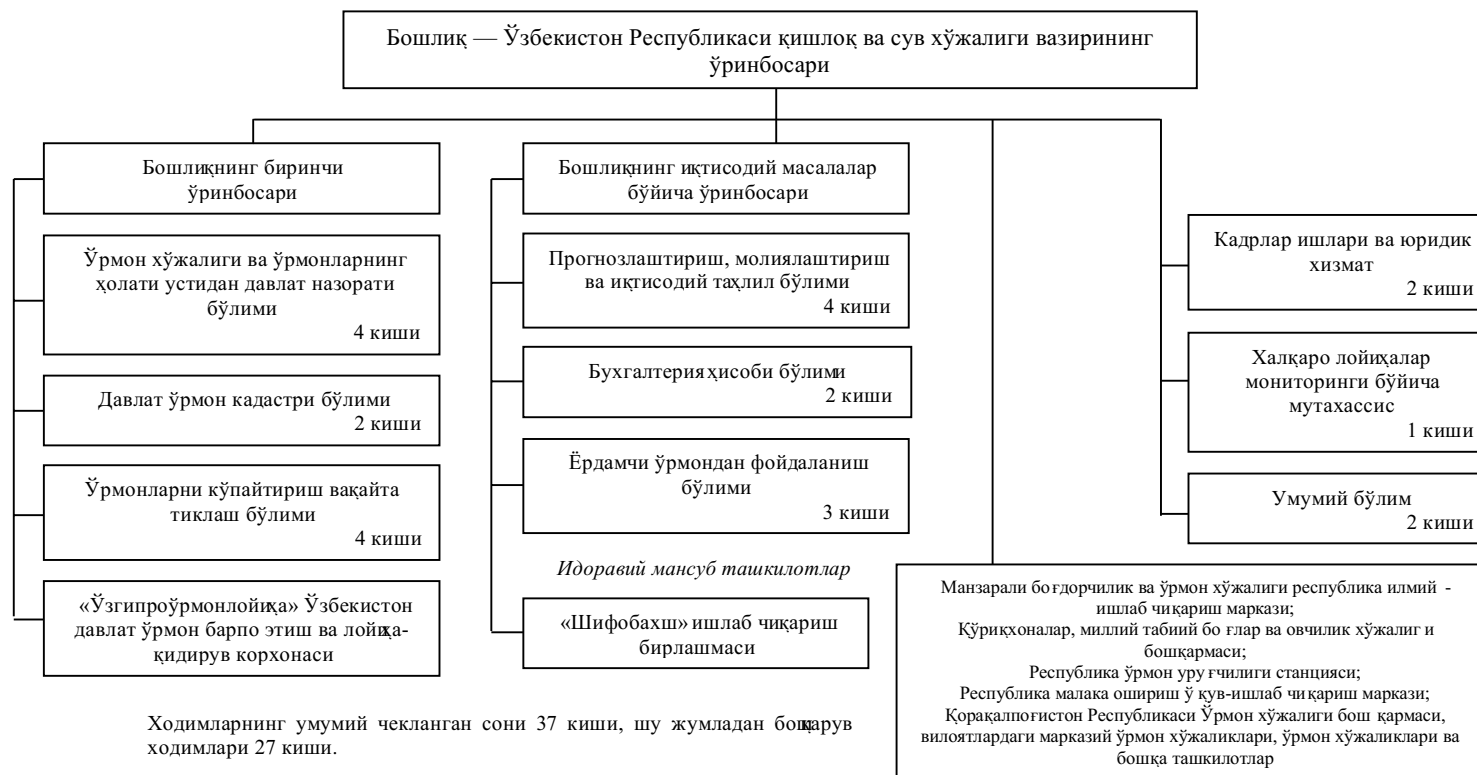 Бошлиқ — Ўзбекистон Республикаси қишлоқ ва сув хўжалиги вазирининг
ўринбосари
Бошлиқнинг биринчи
ўринбосари
Ўрмон хўжалиги ва ўрмонларнинг
ҳолати устидан давлат назорати
бўлими
4 киши
Давлат ўрмон кадастри бўлими
2 киши
Ўрмонларни кўпайтириш ва қайта
тиклаш бўлими
4 киши
«Ўзгипроўрмонлойиҳа» Ўзбекистон
давлат ўрмон барпо этиш ва лойиҳа-
қидирув корхонаси
Бошлиқнинг иқтисодий масалалар
бўйича ўринбосари
Прогнозлаштириш, молиялаштириш
ва иқтисодий таҳлил бўлими
4 киши
Бухгалтерия ҳисоби бўлими
2 киши
Ёрдамчи ўрмондан фойдаланиш
бўлими
3 киши
Идоравий мансуб ташкилотлар
«Шифобахш» ишлаб чиқариш
бирлашмаси
Кадрлар ишлари ва юридик
хизмат
2 киши
Халқаро лойиҳалар
мониторинги бўйича
мутахассис
1 киши
Умумий бўлим
2 киши
Манзарали боғдорчилик ва ўрмон хўжалиги республика илмий -
ишлаб чиқариш маркази;
Қўриқхоналар, миллий табиий боғлар ва овчилик хўжалиги
бошқармаси;
Республика ўрмон уруғчилиги станцияси;
Республика малака ошириш ўқув-ишлаб чиқариш маркази;
Қорақалпоғистон Республикаси Ўрмон хўжалиги бошқармаси,
вилоятлардаги марказий ўрмон хўжаликлари, ўрмон хўжаликлари ва
бошқа ташкилотлар
Ходимларнинг умумий чекланган сони 37 киши, шу жумладан бошқарув
ходимлари 27 киши.